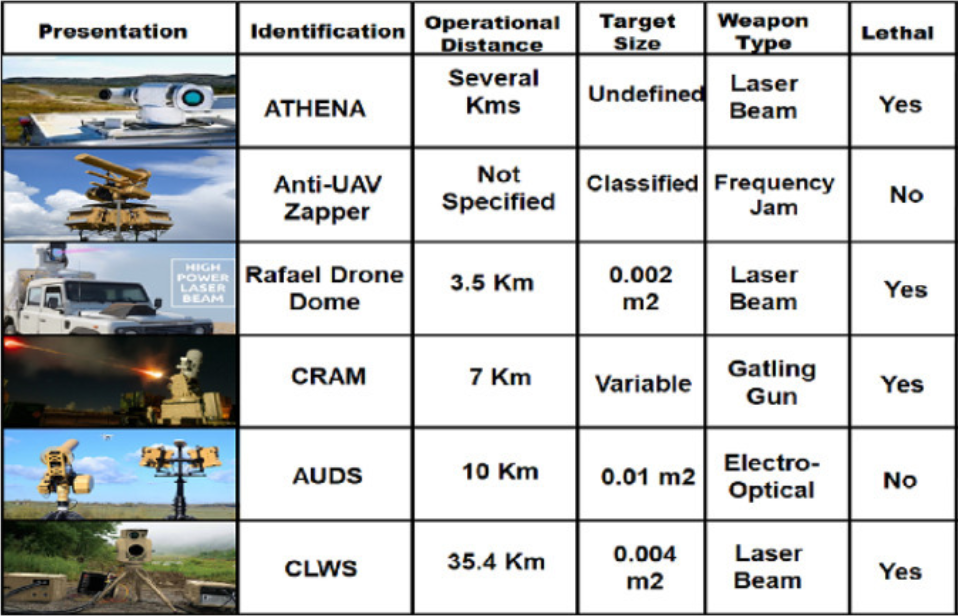 Presentation
Identification
Operational
Distance
Target
Size
Weapon
Type
Lethal
ATHENA
Several
Kms
Undefined
Laser
Beam
Yes
Anti-UAV
Zapper
Not
Specified
Classified
Frequency
Jam
No
HIGH
POWER
LASER
BEAM
Rafael Drone
Dome
3.5 Km
0.002
m2
Laser
Beam
Yes
CRAM
7 Km
Variable
Gatling
Gun
Yes
AUDS
10 Km
0.01 m2
Electro-
Optical
No
CLWS
35.4 Km
0.004
m2
Laser
Beam
Yes